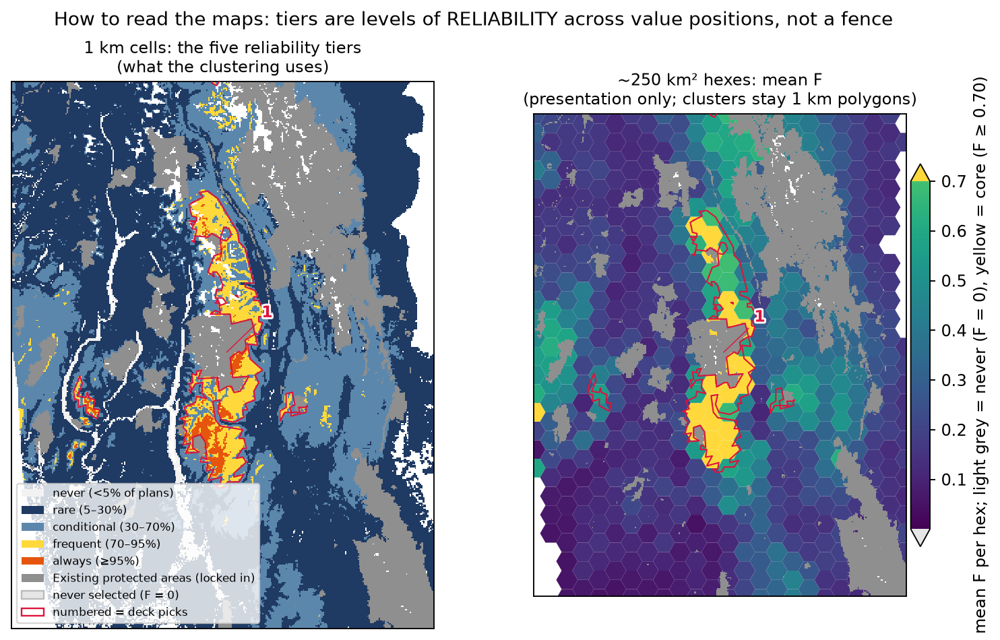 How to read the maps: tiers are levels of RELIABILITY across value positions, not a fence
1 km cells: the five reliability tiers
(what the clustering uses)
1
never (<5% of plans)
rare (5–30%)
conditional (30–70%)
frequent (70–95%)
always (≥95%)
Existing protected areas (locked in)
never selected (F = 0)
numbered = deck picks
~250 km² hexes: mean F
(presentation only; clusters stay 1 km polygons)
1
0.7
0.6
0.5
0.4
0.3
0.2
0.1
mean F per hex; light grey = never (F = 0), yellow = core (F ≥ 0.70)